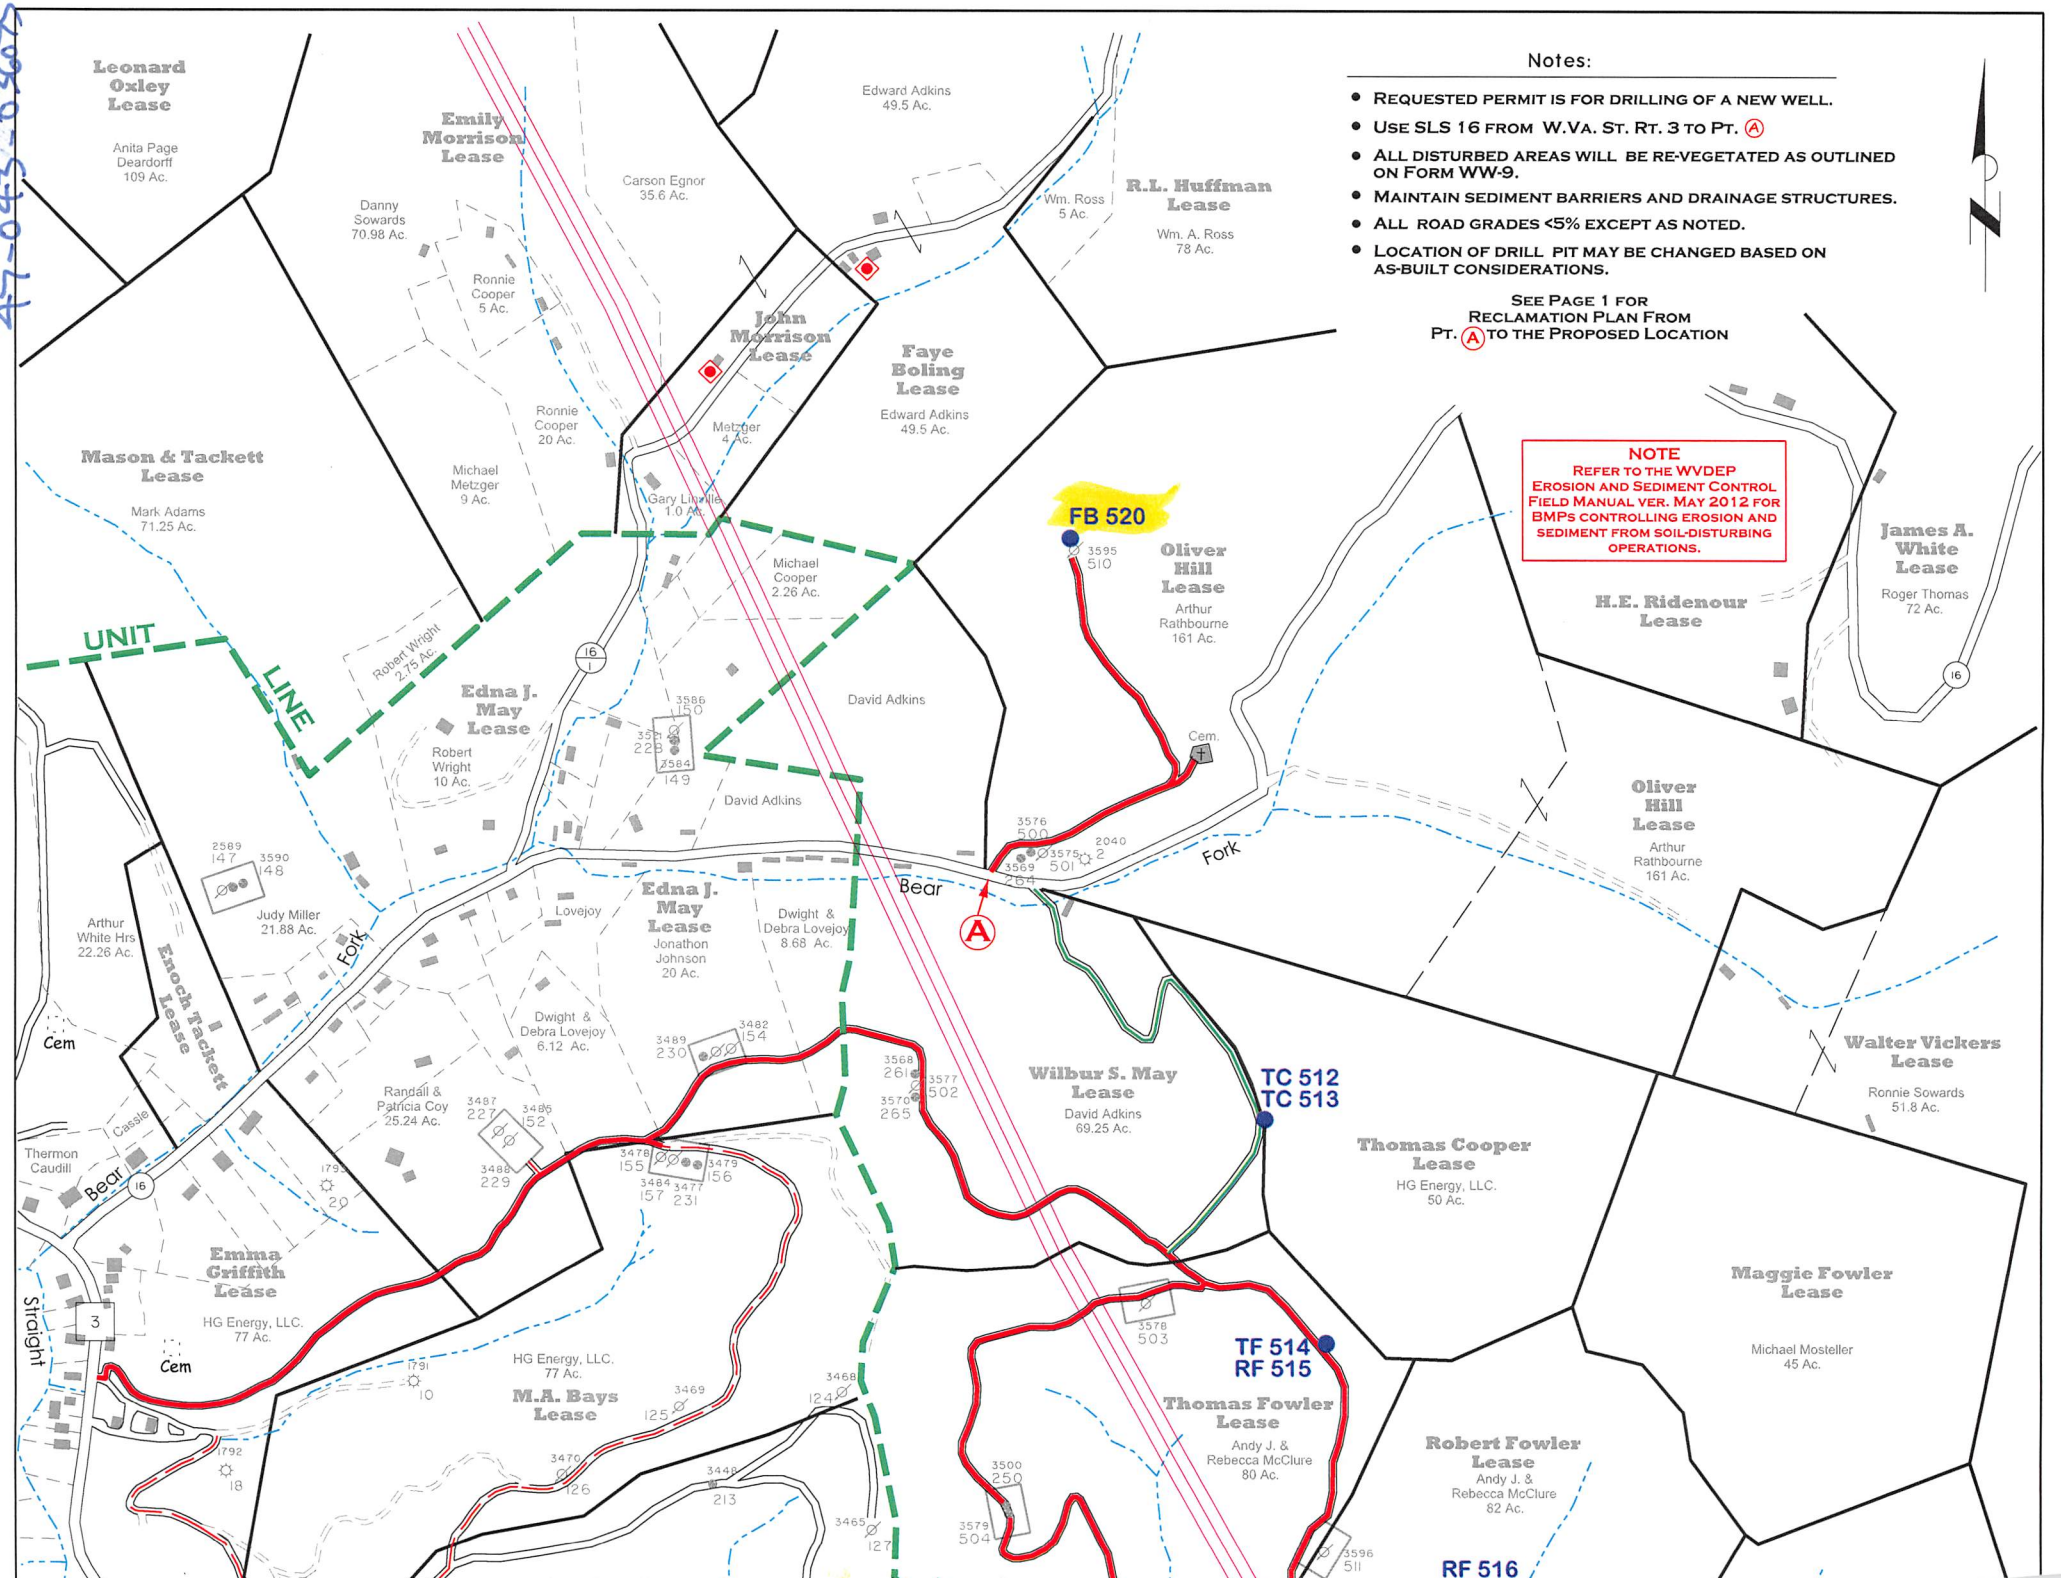 47-043-03607
Leonard
Oxley
Lease
Anita Page
Deardorff
109 Ac.
Emily
Morrison
Lease
Danny
Sowards
70.98 Ac.
Carson Egnor
35.6 Ac.
Ronnie
Cooper
5 Ac.
Edward Adkins
49.5 Ac.
Wm. Ross
5 Ac.
R.L. Huffman
Lease
Wm. A. Ross
78 Ac.
Notes:
• REQUESTED PERMIT IS FOR DRILLING OF A NEW WELL.
• USE SLS 16 FROM W.VA. ST. RT. 3 TO PT. A
• ALL DISTURBED AREAS WILL BE RE-VEGETATED AS OUTLINED
ON FORM WW-9.
• MAINTAIN SEDIMENT BARRIERS AND DRAINAGE STRUCTURES.
• ALL ROAD GRADES <5% EXCEPT AS NOTED.
• LOCATION OF DRILL PIT MAY BE CHANGED BASED ON
AS-BUILT CONSIDERATIONS.
SEE PAGE 1 FOR
RECLAMATION PLAN FROM
PT. A TO THE PROPOSED LOCATION
N
John
Morrison
Lease
Faye
Boling
Lease
Edward Adkins
49.5 Ac.
Metzger
4 Ac.
Ronnie
Cooper
20 Ac.
Michael
Metzger
9 Ac.
Gary Linville
1.0 Ac.
Mason & Tackett
Lease
Mark Adams
71.25 Ac.
NOTE
REFER TO THE WVDEP
EROSION AND SEDIMENT CONTROL
FIELD MANUAL VER. MAY 2012 FOR
BMPS CONTROLLING EROSION AND
SEDIMENT FROM SOIL-DISTURBING
OPERATIONS.
FB 520
3595
510
Oliver
Hill
Lease
Arthur
Rathbourne
161 Ac.
James A.
White
Lease
Roger Thomas
72 Ac.
H.E. Ridenour
Lease
16
Michael
Cooper
2.26 Ac.
UNIT
LINE
Robert Wright
2.75 Ac.
16
1
Edna J.
May
Lease
Robert
Wright
10 Ac.
3586
150
228
3584
149
David Adkins
David Adkins
Cem.
Oliver
Hill
Lease
Arthur
Rathbourne
161 Ac.
3576
500
3575
501
2040
2
3569
264
Fork
Bear
A
2589
147
3590
148
Judy Miller
21.88 Ac.
Arthur
White Hrs
22.26 Ac.
Enoch Tackett
Lease
Fork
Lovejoy
Edna J.
May
Lease
Jonathon
Johnson
20 Ac.
Dwight &
Debra Lovejoy
8.68 Ac.
Dwight &
Debra Lovejoy
6.12 Ac.
Cem
3489
230
3482
154
3568
261
3577
502
3570
265
Wilbur S. May
Lease
David Adkins
69.25 Ac.
TC 512
TC 513
Walter Vickers
Lease
Ronnie Sowards
51.8 Ac.
Randall &
Patricia Coy
25.24 Ac.
3487
227
3485
152
3488
229
Cassie
Thermon
Caudill
Bear
16
1793
20
3478
155
3479
156
3484
157
3477
231
Thomas Cooper
Lease
HG Energy, LLC.
50 Ac.
Emma
Griffith
Lease
HG Energy, LLC.
77 Ac.
Straight
3
Cem
3578
503
TF 514
RF 515
Maggie Fowler
Lease
Michael Mosteller
45 Ac.
HG Energy, LLC.
77 Ac.
M.A. Bays
Lease
1791
10
3469
125
3468
124
Thomas Fowler
Lease
Andy J. &
Rebecca McClure
80 Ac.
Robert Fowler
Lease
Andy J. &
Rebecca McClure
82 Ac.
1792
18
3470
126
3448
213
3465
127
3500
250
3579
504
3596
511
RF 516